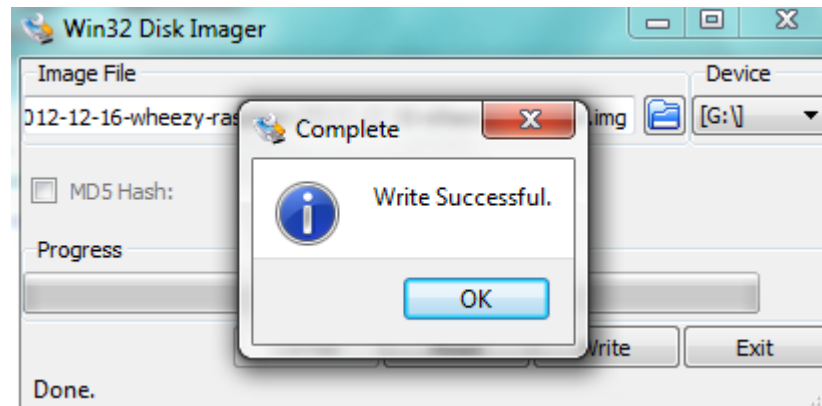 Win32 Disk Imager
Image File
Device
012-12-16-wheezy-ras
.img
[G:\]
Complete
Write Successful.
OK
MD5 Hash:
Progress
Write
Exit
Done.